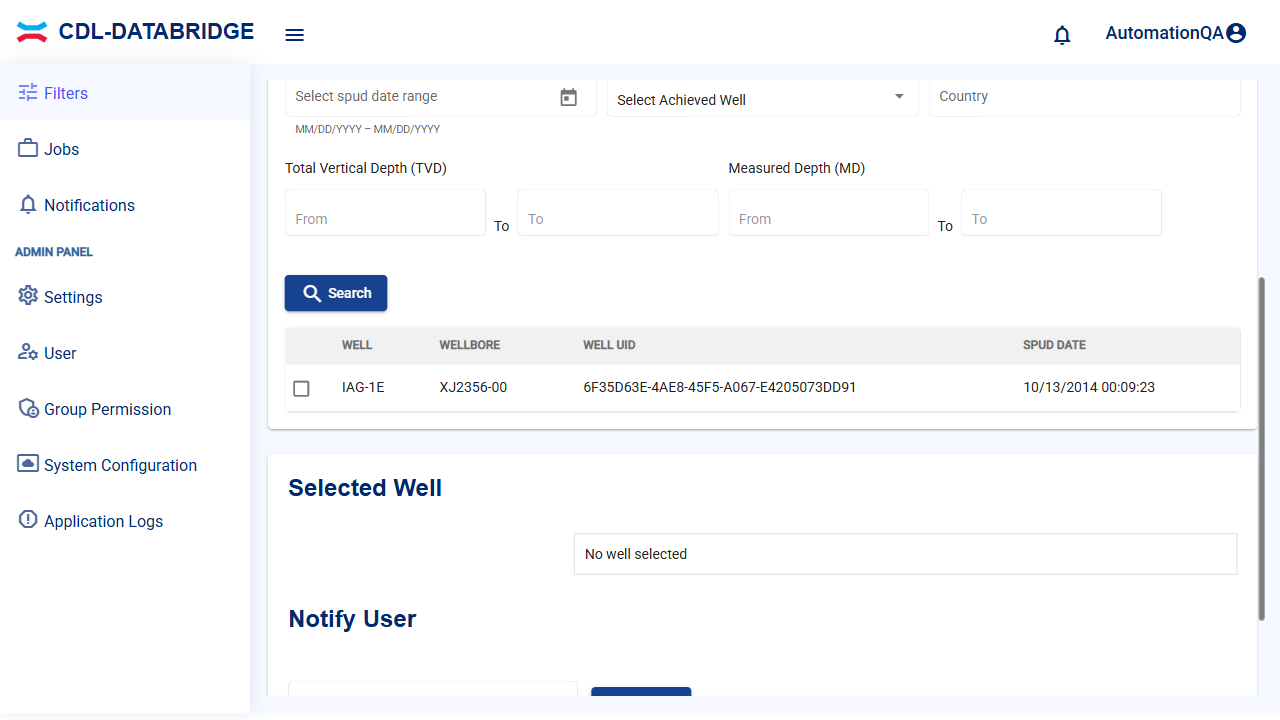 CDL-DATABRIDGE
AutomationQA
Filters
Jobs
Notifications
ADMIN PANEL
Settings
User
Group Permission
System Configuration
Application Logs
Select spud date range
Select Achieved Well
Country
MM/DD/YYYY – MM/DD/YYYY
Total Vertical Depth (TVD)
Measured Depth (MD)
From
To
To
From
To
To
Search
WELL
WELLBORE
WELL UID
SPUD DATE
IAG-1E
XJ2356-00
6F35D63E-4AE8-45F5-A067-E4205073DD91
10/13/2014 00:09:23
Selected Well
No well selected
Notify User